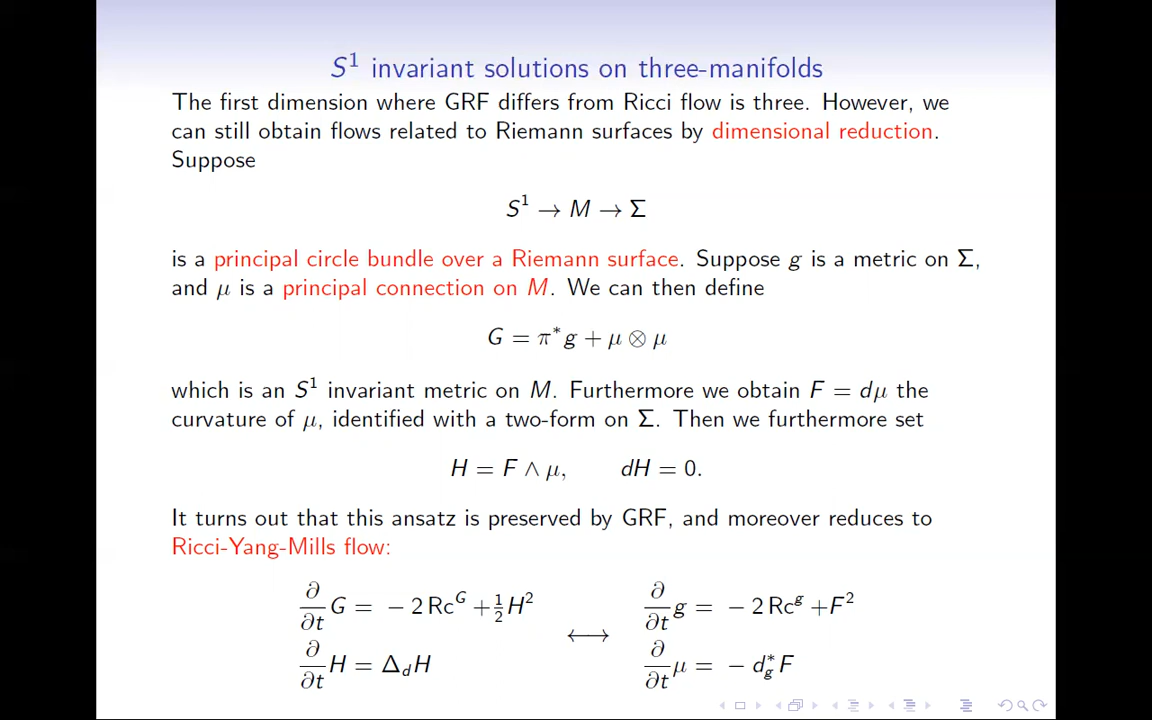 S¹ invariant solutions on three-manifolds
The first dimension where GRF differs from Ricci flow is three. However, we
can still obtain flows related to Riemann surfaces by dimensional reduction.
Suppose
S¹ → M → Σ
is a principal circle bundle over a Riemann surface. Suppose g is a metric on Σ,
and μ is a principal connection on M. We can then define
G = π*g + μ ⊗ μ
which is an S¹ invariant metric on M. Furthermore we obtain F = dμ the
curvature of μ, identified with a two-form on Σ. Then we furthermore set
H = F ∧ μ, dH = 0.
It turns out that this ansatz is preserved by GRF, and moreover reduces to
Ricci-Yang-Mills flow:
∂/∂t G = − 2 Rc^G + ½ H² ⟷ ∂/∂t g = − 2 Rc^g + F²
∂/∂t H = Δ_d H ∂/∂t μ = − d*_g F